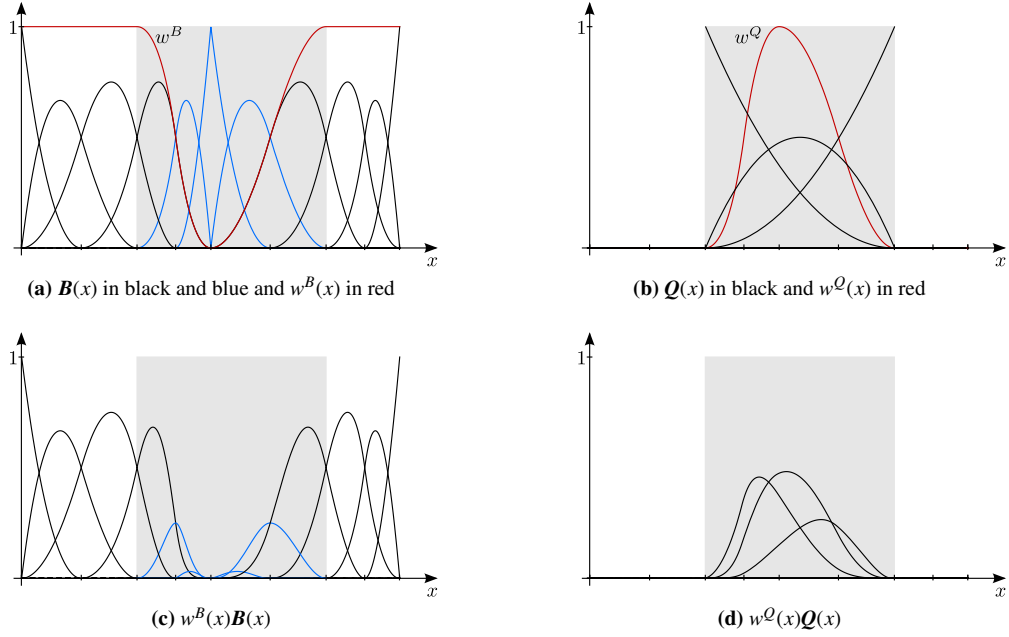 1
w^B
x
(a) B(x) in black and blue and w^B(x) in red
1
w^Q
x
(b) Q(x) in black and w^Q(x) in red
1
x
(c) w^B(x)B(x)
1
x
(d) w^Q(x)Q(x)